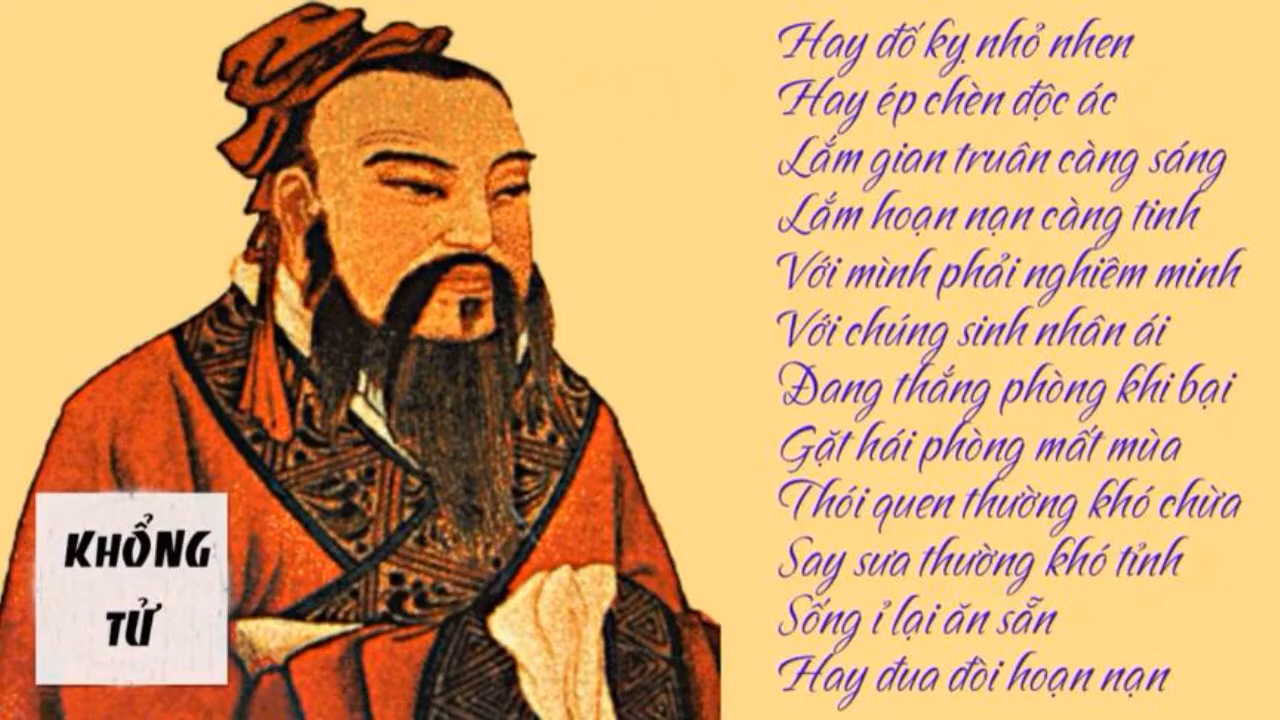 Hay đố kỵ nhỏ nhen
Hay ép chèn độc ác
Lắm gian truân càng sáng
Lắm hoạn nạn càng tinh
Với mình phải nghiêm minh
Với chúng sinh nhân ái
Đang thắng phòng khi bại
Gặt hái phòng mất mùa
Thói quen thường khó chừa
Say sưa thường khó tỉnh
Sống ỉ lại ăn sẵn
Hay đua đòi hoạn nạn
KHỔNG
TỬ